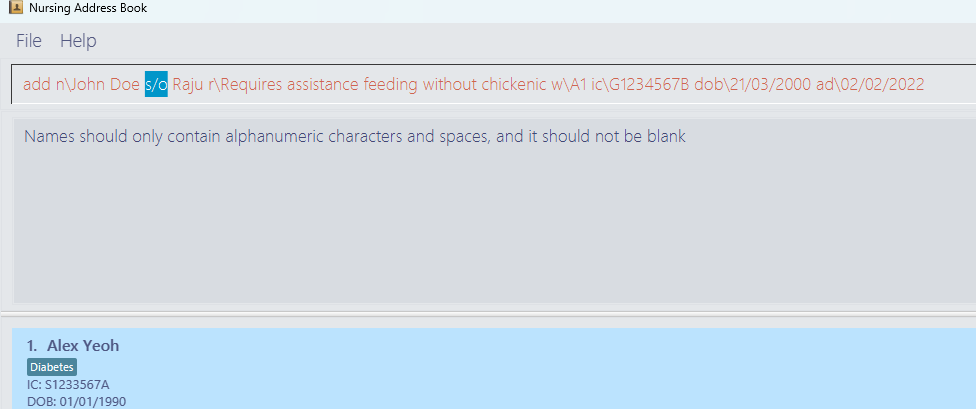 Nursing Address Book
File Help
add n\John Doe s/o Raju r\Requires assistance feeding without chickenic w\A1 ic\G1234567B dob\21/03/2000 ad\02/02/2022
Names should only contain alphanumeric characters and spaces, and it should not be blank
1. Alex Yeoh
Diabetes
IC: S1233567A
DOB: 01/01/1990